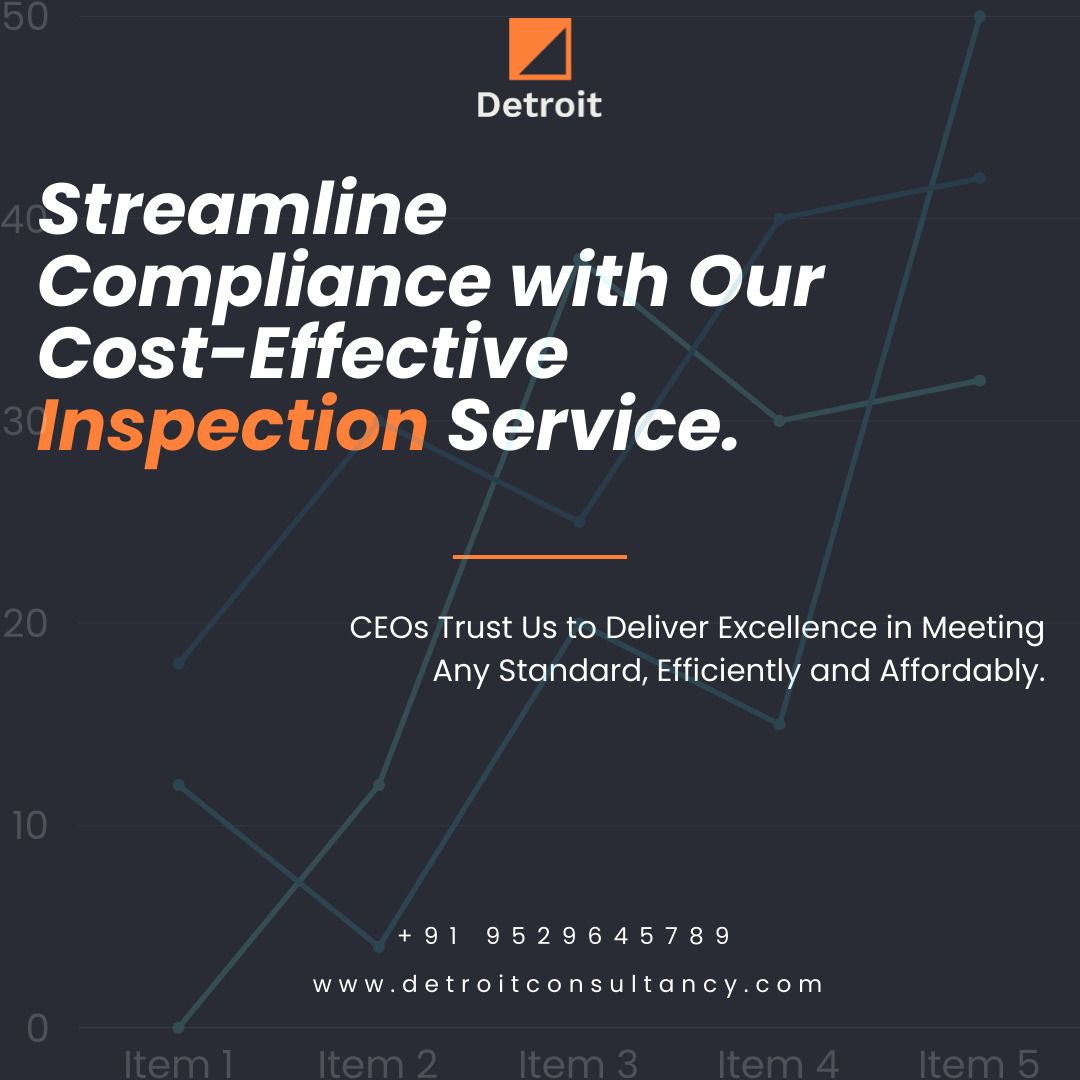 50
Detroit
Streamline
40
Compliance with Our
Cost-Effective
30
Inspection Service.
20
CEOs Trust Us to Deliver Excellence in Meeting
Any Standard, Efficiently and Affordably.
10
+91 9529645789
www.detroitconsultancy.com
0
Item 1 Item 2 Item 3 Item 4 Item 5